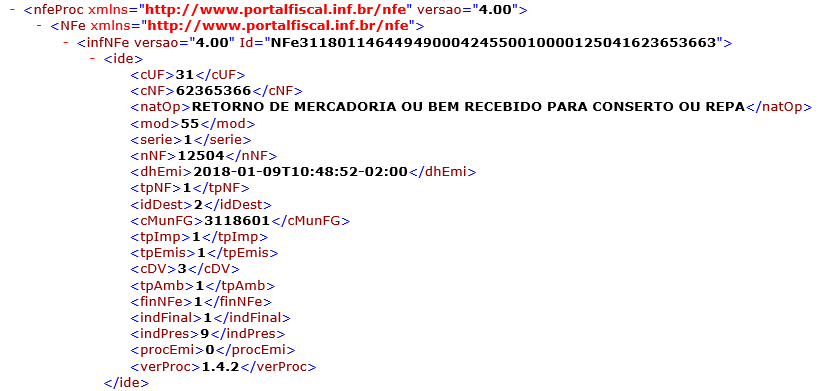 - <nfeProc xmlns="http://www.portalfiscal.inf.br/nfe" versao="4.00">
- <NFe xmlns="http://www.portalfiscal.inf.br/nfe">
- <infNFe versao="4.00" Id="NFe31180114644949000424550010000125041623653663">
- <ide>
<cUF>31</cUF>
<cNF>62365366</cNF>
<natOp>RETORNO DE MERCADORIA OU BEM RECEBIDO PARA CONSERTO OU REPA</natOp>
<mod>55</mod>
<serie>1</serie>
<nNF>12504</nNF>
<dhEmi>2018-01-09T10:48:52-02:00</dhEmi>
<tpNF>1</tpNF>
<idDest>2</idDest>
<cMunFG>3118601</cMunFG>
<tpImp>1</tpImp>
<tpEmis>1</tpEmis>
<cDV>3</cDV>
<tpAmb>1</tpAmb>
<finNFe>1</finNFe>
<indFinal>1</indFinal>
<indPres>9</indPres>
<procEmi>0</procEmi>
<verProc>1.4.2</verProc>
</ide>